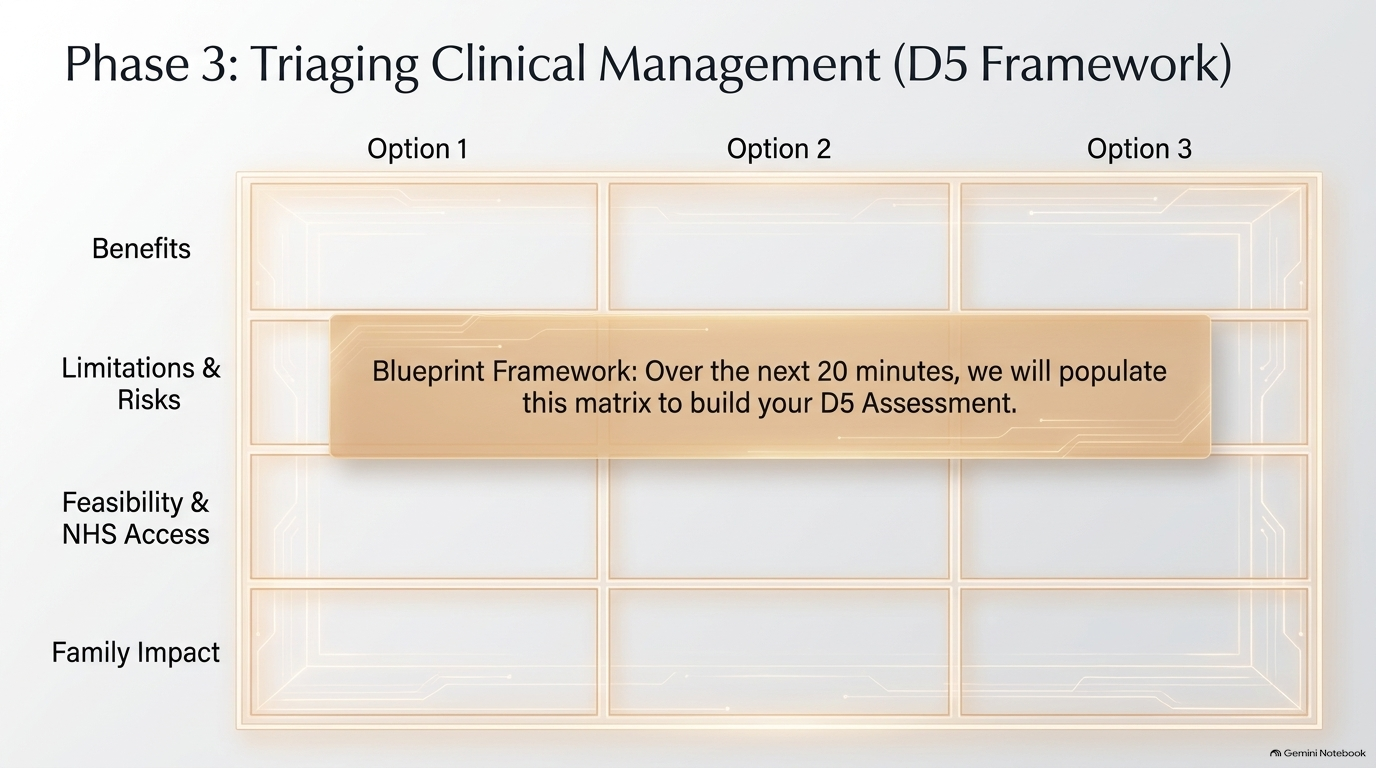 Phase 3: Triaging Clinical Management (D5 Framework)
Option 1
Option 2
Option 3
Benefits
Limitations &
Risks
Blueprint Framework: Over the next 20 minutes, we will populate
this matrix to build your D5 Assessment.
Feasibility &
NHS Access
Family Impact
Gemini Notebook